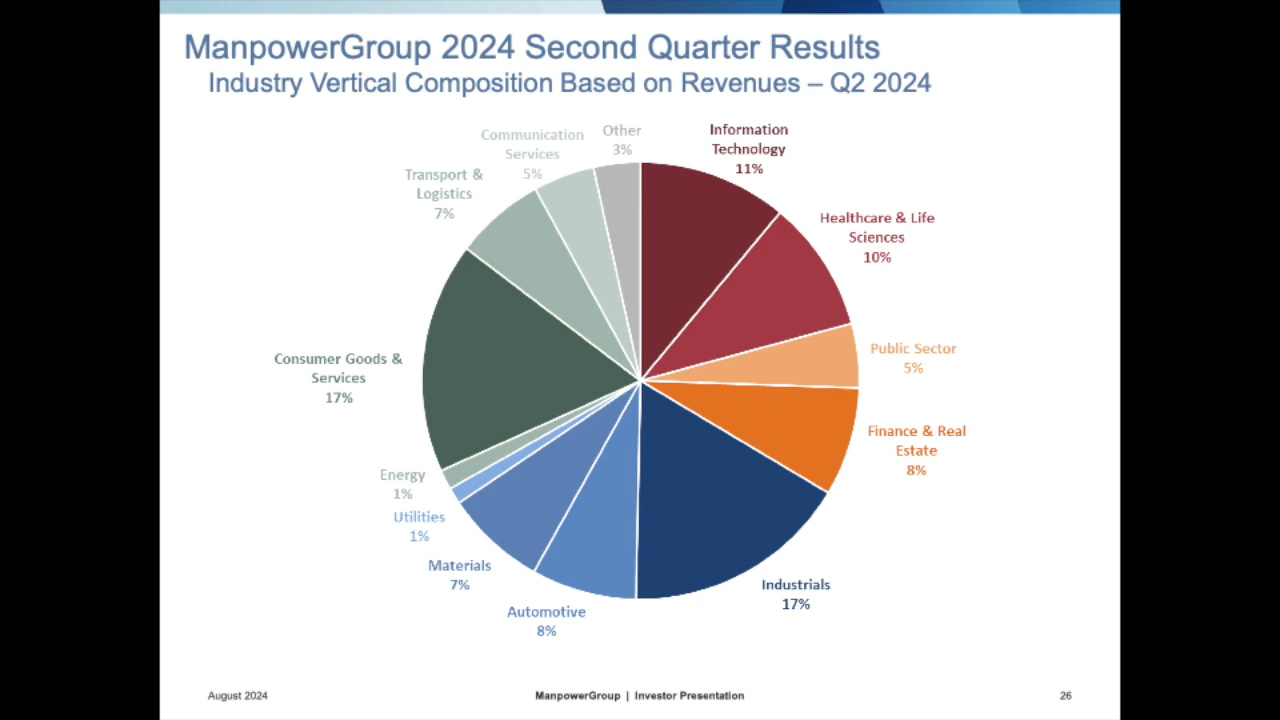 ManpowerGroup 2024 Second Quarter Results
Industry Vertical Composition Based on Revenues – Q2 2024
Information
Technology
11%
Healthcare & Life
Sciences
10%
Public Sector
5%
Finance & Real
Estate
8%
Industrials
17%
Automotive
8%
Materials
7%
Utilities
1%
Energy
1%
Consumer Goods &
Services
17%
Transport &
Logistics
7%
Communication
Services
5%
Other
3%
August 2024
ManpowerGroup | Investor Presentation
26